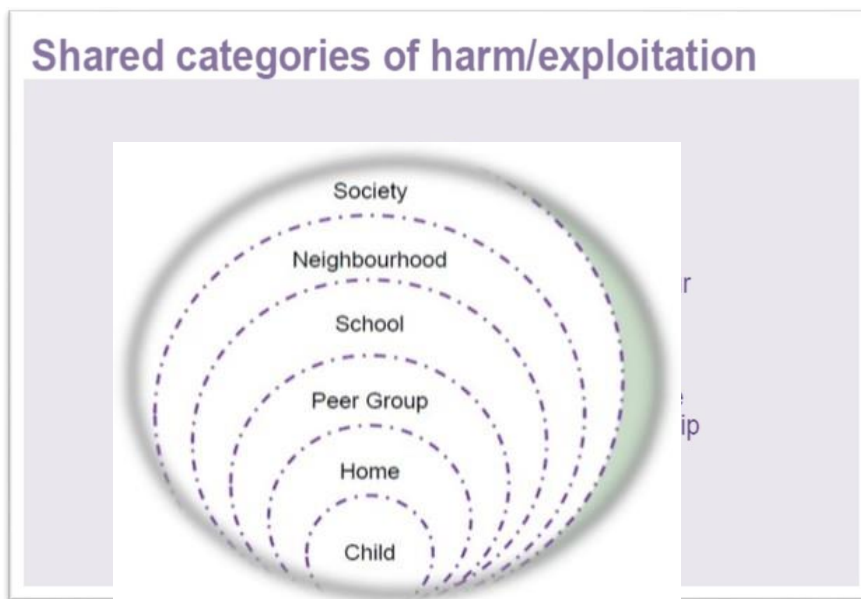 Shared categories of harm/exploitation
Society
Neighbourhood
School
Peer Group
Home
Child